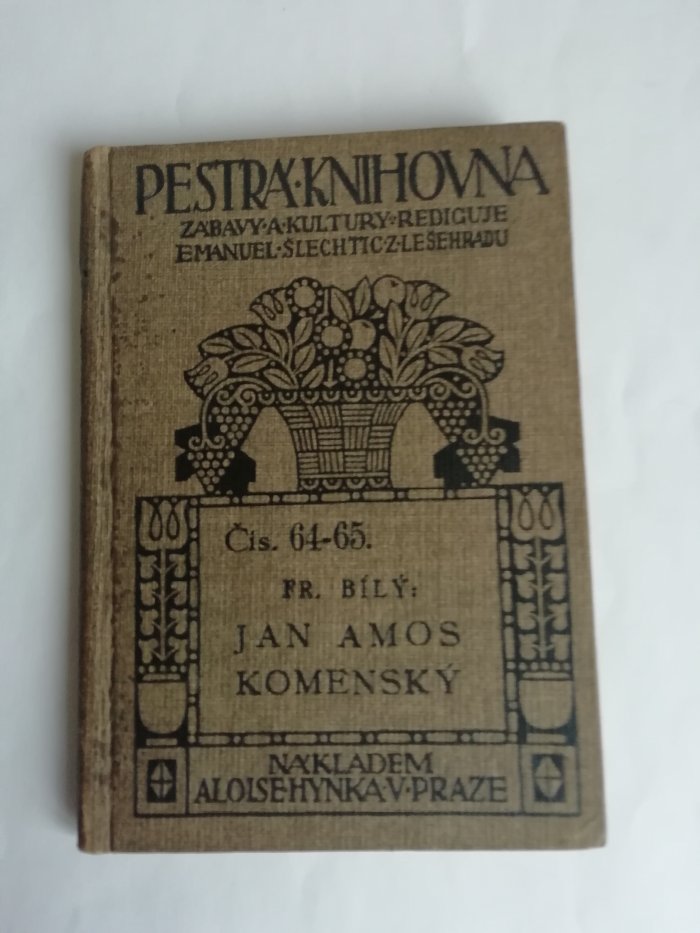 PESTRÁ·KNIHOVNA
ZÁBAVY·A·KULTURY·REDIGUJE
EMANUEL·ŠLECHTIC·Z·LEŠEHRADU
Čís. 64-65.
FR. BÍLÝ:
JAN AMOS
KOMENSKÝ
NÁKLADEM
ALOISE·HYNKA·V·PRAZE